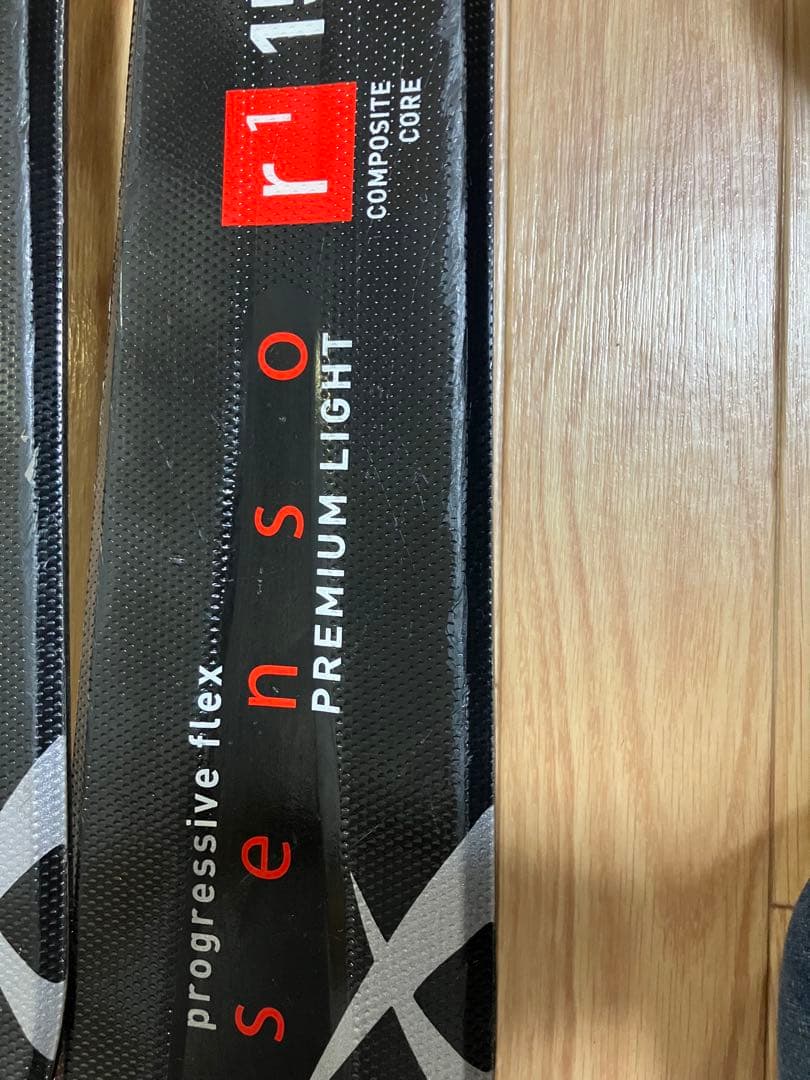 progressive flex
senso
PREMIUM LIGHT
r1
COMPOSITE
CORE